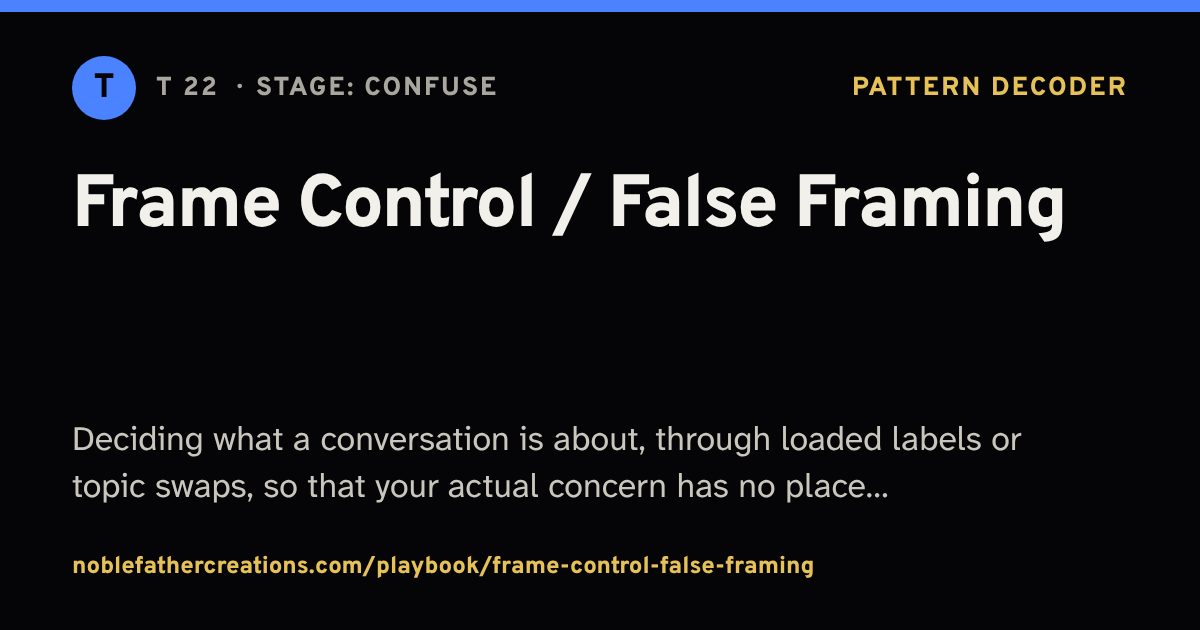 T
T 22 · STAGE: CONFUSE
PATTERN DECODER
Frame Control / False Framing
Deciding what a conversation is about, through loaded labels or
topic swaps, so that your actual concern has no place...
noblefathercreations.com/playbook/frame-control-false-framing